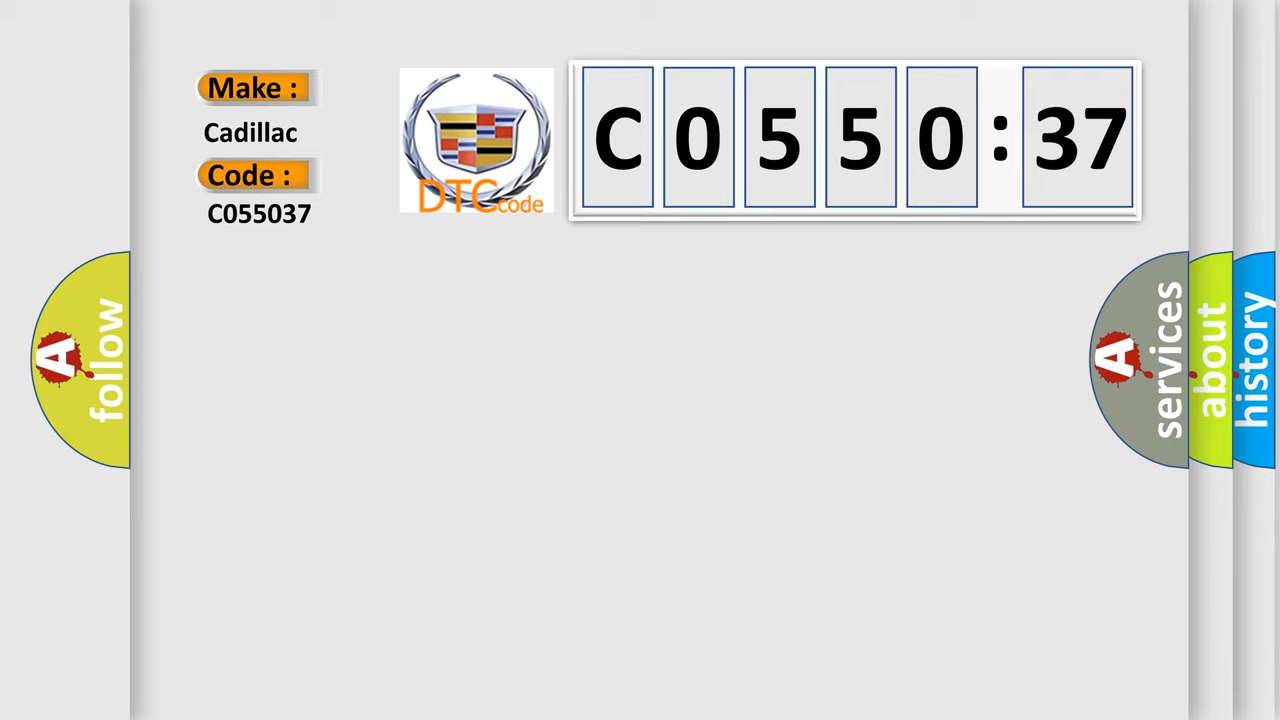 Make :
Cadillac
Code :
C055037
DTCcode
C 0 5 5 0 : 37
A follow
A services
about
history